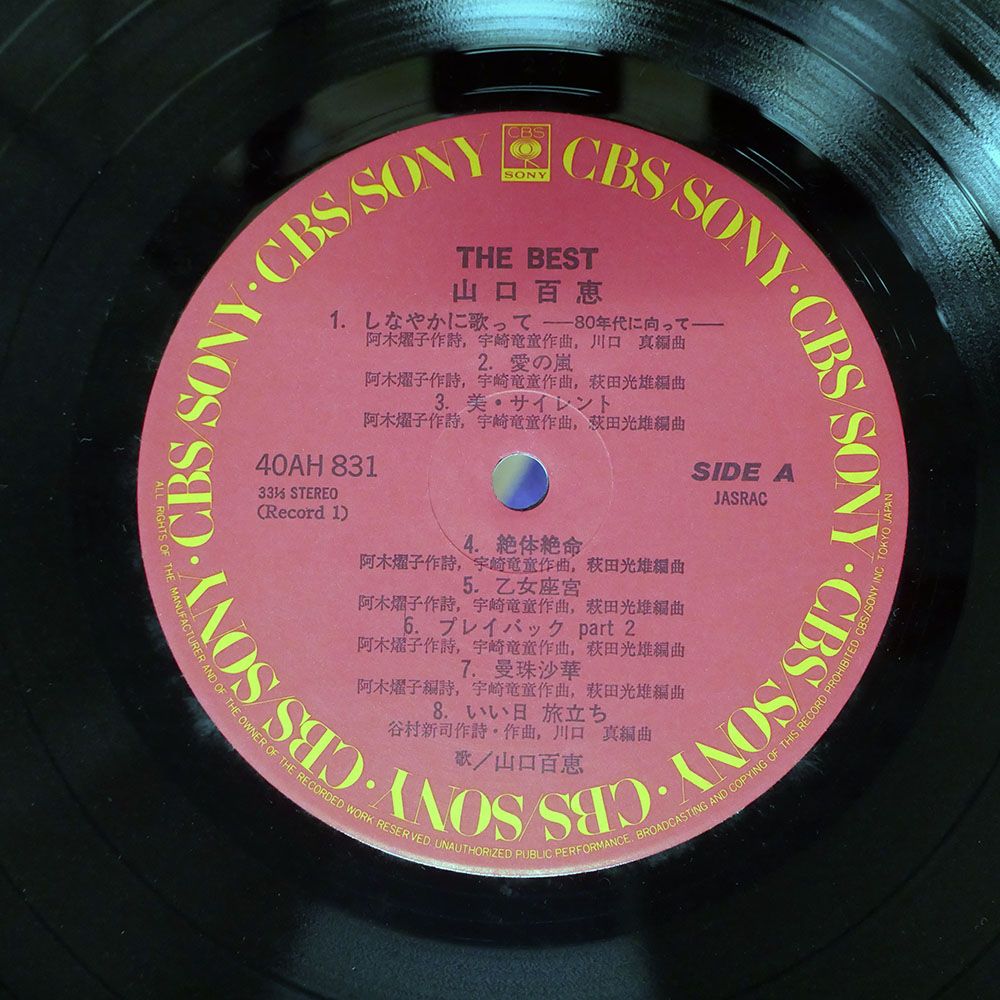 CBS
SONY
CBS/SONY · CBS/SONY · CBS/SONY · CBS/SONY · CBS/SONY · CBS/SONY · CBS/SONY · CBS/SONY · CBS/SONY
THE BEST
山口百恵
1. しなやかに歌って ——80年代に向って——
阿木燿子作詩, 宇崎竜童作曲, 川口 真編曲
2. 愛の嵐
阿木燿子作詩, 宇崎竜童作曲, 萩田光雄編曲
3. 美・サイレント
阿木燿子作詩, 宇崎竜童作曲, 萩田光雄編曲
40AH 831
33⅓ STEREO
(Record 1)
SIDE A
JASRAC
4. 絶体絶命
阿木燿子作詩, 宇崎竜童作曲, 萩田光雄編曲
5. 乙女座宮
阿木燿子作詩, 宇崎竜童作曲, 萩田光雄編曲
6. プレイバック part 2
阿木燿子作詩, 宇崎竜童作曲, 萩田光雄編曲
7. 曼珠沙華
阿木燿子編詩, 宇崎竜童作曲, 萩田光雄編曲
8. いい日 旅立ち
谷村新司作詩・作曲, 川口 真編曲
歌／山口百恵
ALL RIGHTS OF THE MANUFACTURER AND OF THE OWNER OF THE RECORDED WORK RESERVED. UNAUTHORIZED PUBLIC PERFORMANCE, BROADCASTING AND COPYING OF THIS RECORD PROHIBITED CBS/SONY INC. TOKYO JAPAN